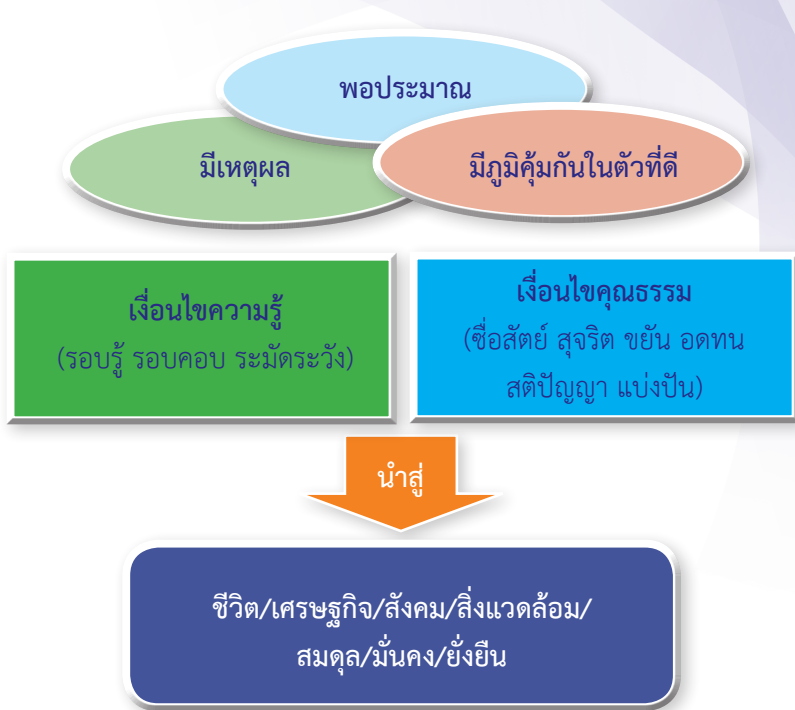 พอประมาณ
มีเหตุผล
มีภูมิคุ้มกันในตัวที่ดี
เงื่อนไขความรู้
(รอบรู้ รอบคอบ ระมัดระวัง)
เงื่อนไขคุณธรรม
(ซื่อสัตย์ สุจริต ขยัน อดทน
สติปัญญา แบ่งปัน)
นำสู่
ชีวิต/เศรษฐกิจ/สังคม/สิ่งแวดล้อม/
สมดุล/มั่นคง/ยั่งยืน